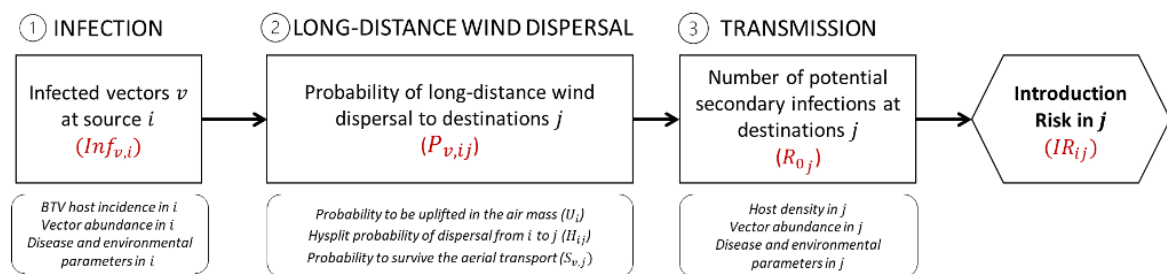 ① INFECTION
② LONG-DISTANCE WIND DISPERSAL
③ TRANSMISSION
Infected vectors v
at source i
(Inf_{v,i})
Probability of long-distance wind
dispersal to destinations j
(P_{v,ij})
Number of potential
secondary infections at
destinations j
(R_{0_j})
Introduction
Risk in j
(IR_{ij})
BTV host incidence in i
Vector abundance in i
Disease and environmental
parameters in i
Probability to be uplifted in the air mass (U_i)
Hysplit probability of dispersal from i to j (H_{ij})
Probability to survive the aerial transport (S_{v,j})
Host density in j
Vector abundance in j
Disease and environmental
parameters in j